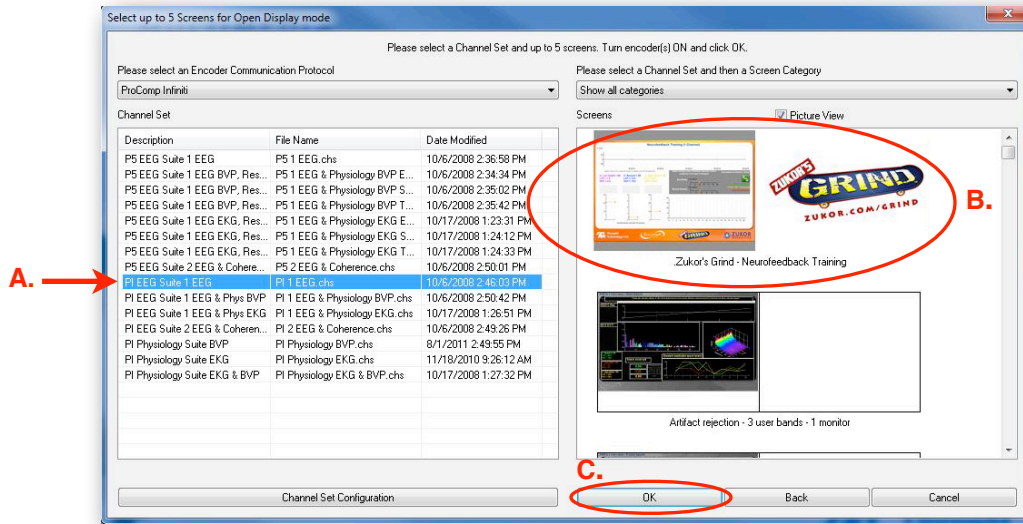 Select up to 5 Screens for Open Display mode
x
Please select a Channel Set and up to 5 screens. Turn encoder(s) ON and click OK.
Please select an Encoder Communication Protocol
Please select a Channel Set and then a Screen Category
ProComp Infiniti
Show all categories
Channel Set
Screens
Picture View
Description File Name Date Modified
P5 EEG Suite 1 EEG P5 1 EEG.chs 10/6/2008 2:36:58 PM
P5 EEG Suite 1 EEG BVP, Res... P5 1 EEG & Physiology BVP E... 10/6/2008 2:34:34 PM
P5 EEG Suite 1 EEG BVP, Res... P5 1 EEG & Physiology BVP S... 10/6/2008 2:35:02 PM
P5 EEG Suite 1 EEG BVP, Res... P5 1 EEG & Physiology BVP T... 10/6/2008 2:35:42 PM
P5 EEG Suite 1 EEG EKG, Res... P5 1 EEG & Physiology EKG E... 10/17/2008 1:23:31 PM
P5 EEG Suite 1 EEG EKG, Res... P5 1 EEG & Physiology EKG S... 10/17/2008 1:24:12 PM
P5 EEG Suite 1 EEG EKG, Res... P5 1 EEG & Physiology EKG T... 10/17/2008 1:24:33 PM
P5 EEG Suite 2 EEG & Cohere... P5 2 EEG & Coherence.chs 10/6/2008 2:50:01 PM
A.
PI EEG Suite 1 EEG PI 1 EEG.chs 10/6/2008 2:46:03 PM
PI EEG Suite 1 EEG & Phys BVP PI 1 EEG & Physiology BVP.chs 10/6/2008 2:50:42 PM
PI EEG Suite 1 EEG & Phys EKG PI 1 EEG & Physiology EKG.chs 10/17/2008 1:26:51 PM
PI EEG Suite 2 EEG & Coheren... PI 2 EEG & Coherence.chs 10/6/2008 2:49:26 PM
PI Physiology Suite BVP PI Physiology BVP.chs 8/1/2011 2:49:55 PM
PI Physiology Suite EKG PI Physiology EKG.chs 11/18/2010 9:26:12 AM
PI Physiology Suite EKG & BVP PI Physiology EKG & BVP.chs 10/17/2008 1:27:32 PM
ZUKOR'S
GRIND
ZUKOR.COM/GRIND
B.
.Zukor's Grind - Neurofeedback Training
Artifact rejection - 3 user bands - 1 monitor
C.
Channel Set Configuration
OK
Back
Cancel